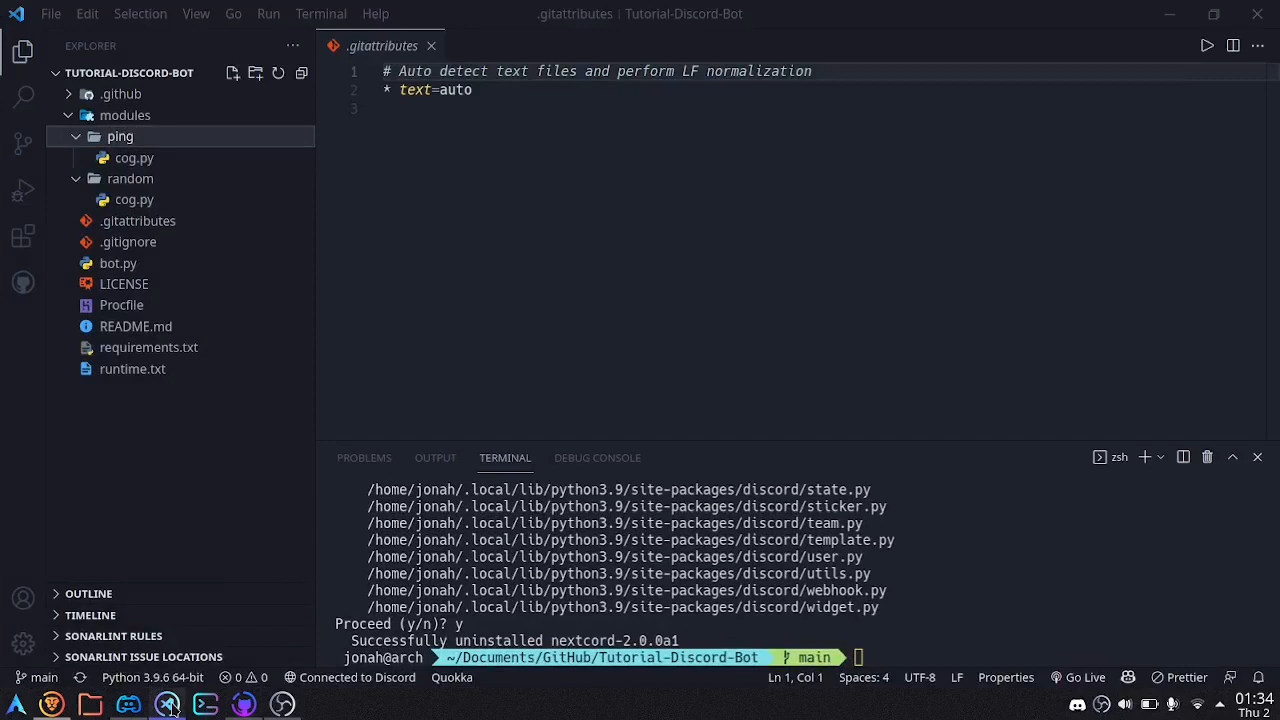 File Edit Selection View Go Run Terminal Help .gitattributes | Tutorial-Discord-Bot
EXPLORER
TUTORIAL-DISCORD-BOT
.github
modules
ping
cog.py
random
cog.py
.gitattributes
.gitignore
bot.py
LICENSE
Procfile
README.md
requirements.txt
runtime.txt
OUTLINE
TIMELINE
SONARLINT RULES
SONARLINT ISSUE LOCATIONS
.gitattributes
1 # Auto detect text files and perform LF normalization
2 * text=auto
3
PROBLEMS OUTPUT TERMINAL DEBUG CONSOLE zsh
/home/jonah/.local/lib/python3.9/site-packages/discord/state.py
/home/jonah/.local/lib/python3.9/site-packages/discord/sticker.py
/home/jonah/.local/lib/python3.9/site-packages/discord/team.py
/home/jonah/.local/lib/python3.9/site-packages/discord/template.py
/home/jonah/.local/lib/python3.9/site-packages/discord/user.py
/home/jonah/.local/lib/python3.9/site-packages/discord/utils.py
/home/jonah/.local/lib/python3.9/site-packages/discord/webhook.py
/home/jonah/.local/lib/python3.9/site-packages/discord/widget.py
Proceed (y/n)? y
Successfully uninstalled nextcord-2.0.0a1
jonah@arch ~/Documents/GitHub/Tutorial-Discord-Bot main
main Python 3.9.6 64-bit 0 0 Connected to Discord Quokka Ln 1, Col 1 Spaces: 4 UTF-8 LF Properties Go Live Prettier
01:34
Thu 2